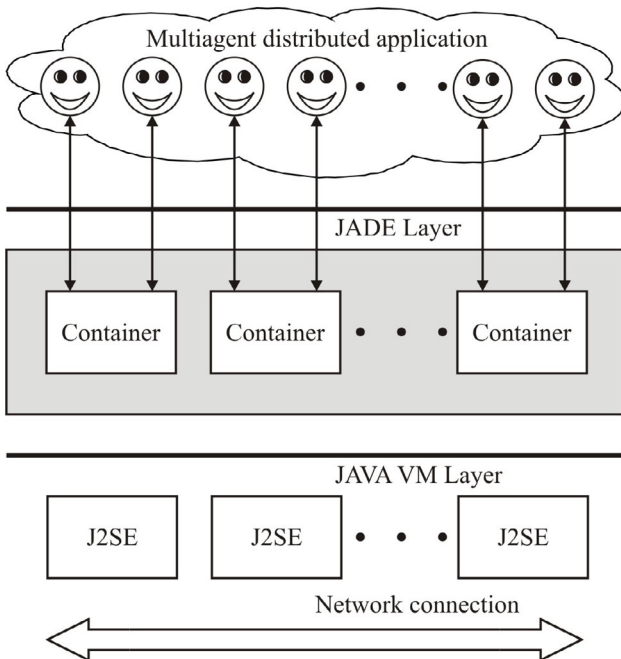 Multiagent distributed application
JADE Layer
Container
Container
Container
JAVA VM Layer
J2SE
J2SE
J2SE
Network connection